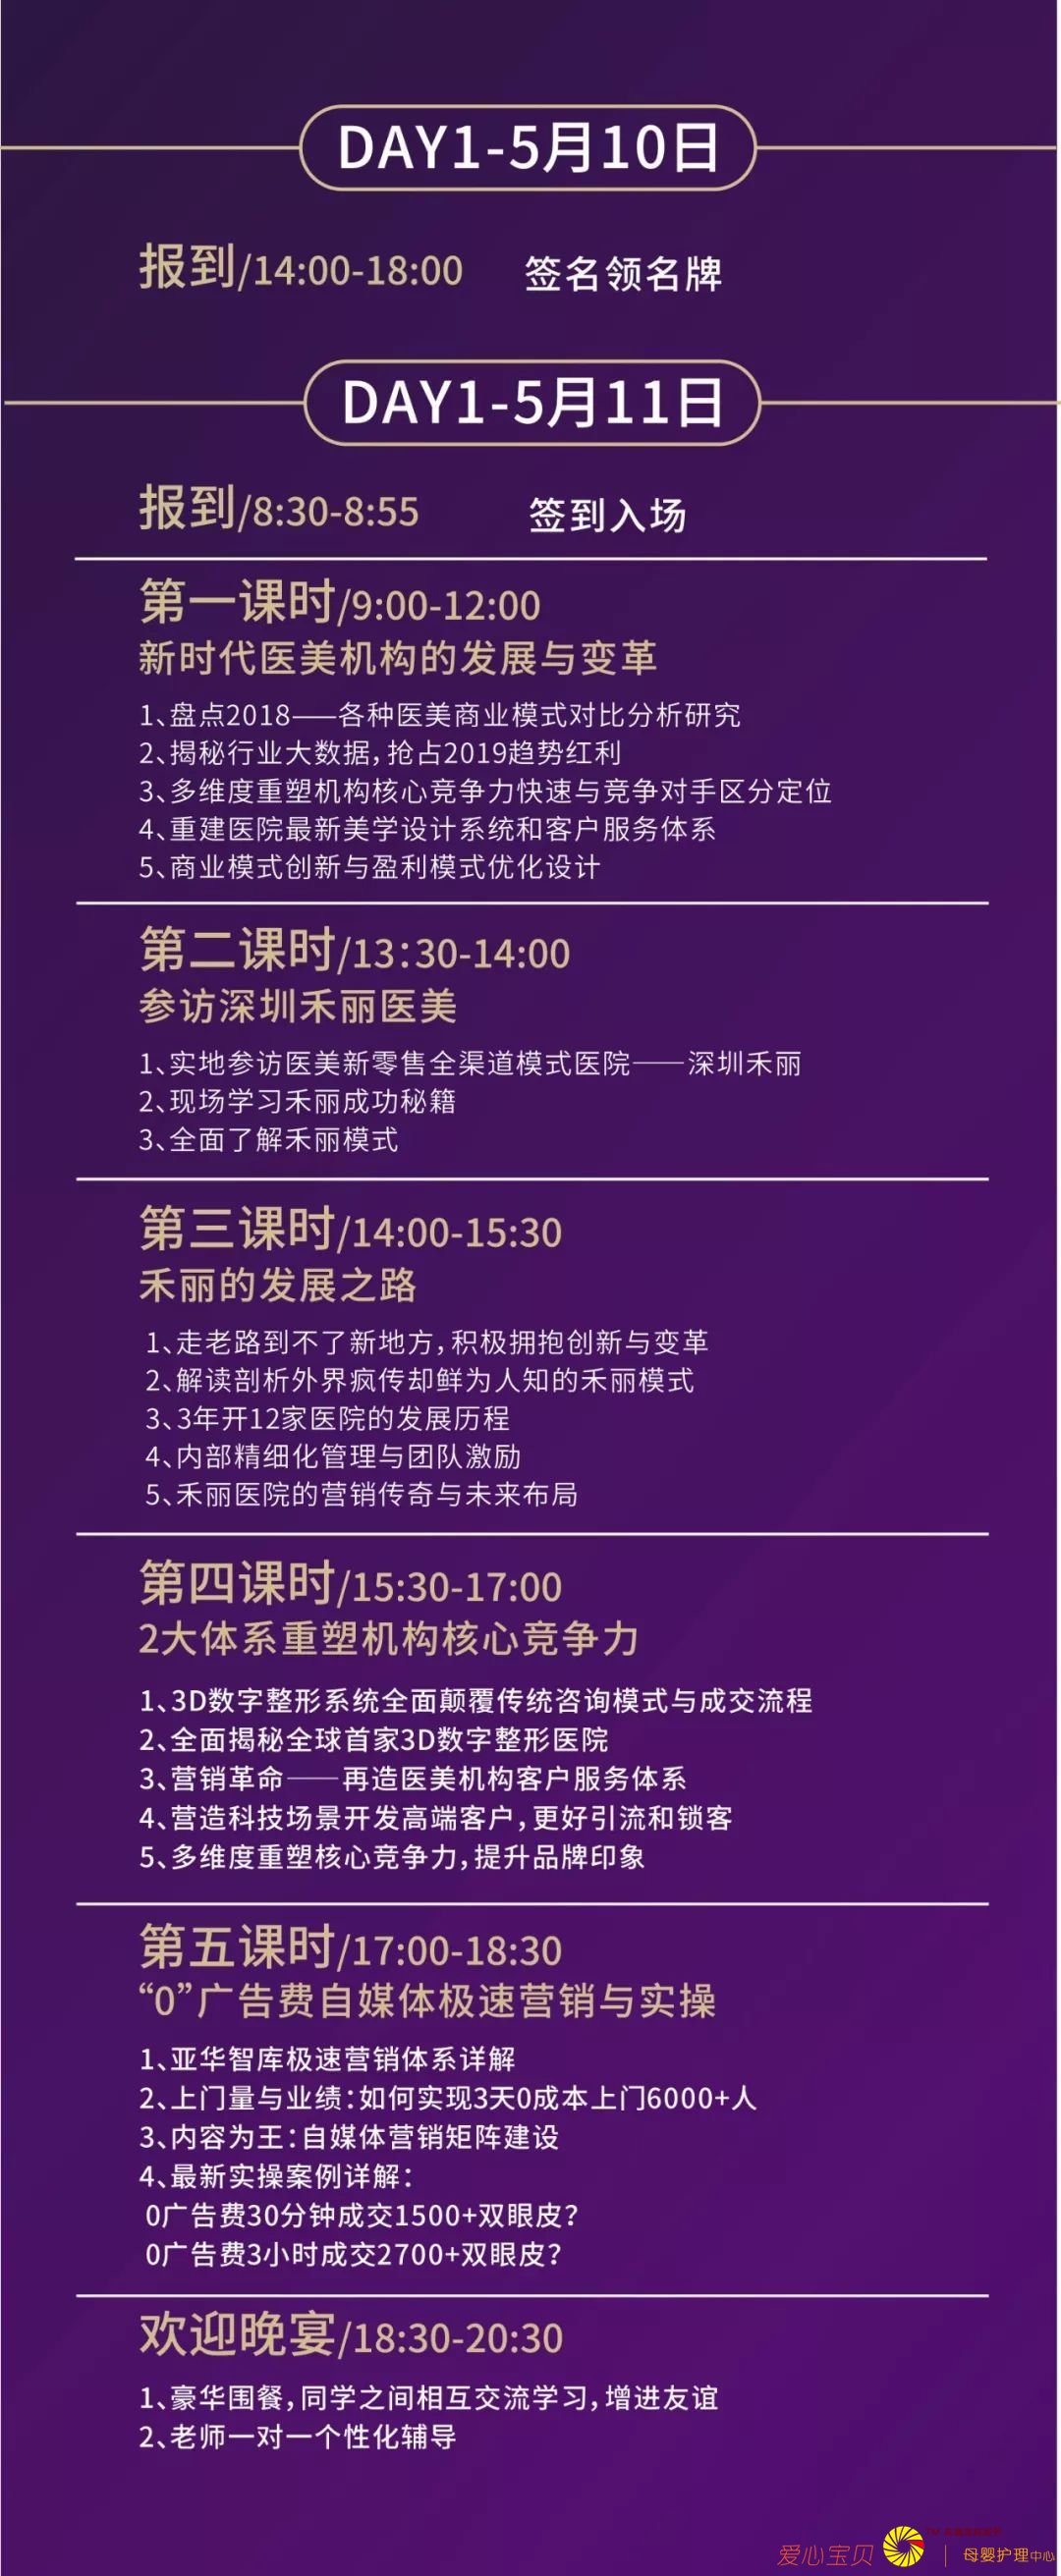 DAY1-5月10日
报到/14:00-18:00 签名领名牌
DAY1-5月11日
报到/8:30-8:55 签到入场
第一课时/9:00-12:00
新时代医美机构的发展与变革
1、盘点2018——各种医美商业模式对比分析研究
2、揭秘行业大数据，抢占2019趋势红利
3、多维度重塑机构核心竞争力快速与竞争对手区分定位
4、重建医院最新美学设计系统和客户服务体系
5、商业模式创新与盈利模式优化设计
第二课时/13：30-14:00
参访深圳禾丽医美
1、实地参访医美新零售全渠道模式医院——深圳禾丽
2、现场学习禾丽成功秘籍
3、全面了解禾丽模式
第三课时/14:00-15:30
禾丽的发展之路
1、走老路到不了新地方，积极拥抱创新与变革
2、解读剖析外界疯传却鲜为人知的禾丽模式
3、3年开12家医院的发展历程
4、内部精细化管理与团队激励
5、禾丽医院的营销传奇与未来布局
第四课时/15:30-17:00
2大体系重塑机构核心竞争力
1、3D数字整形系统全面颠覆传统咨询模式与成交流程
2、全面揭秘全球首家3D数字整形医院
3、营销革命——再造医美机构客户服务体系
4、营造科技场景开发高端客户，更好引流和锁客
5、多维度重塑核心竞争力，提升品牌印象
第五课时/17:00-18:30
“0”广告费自媒体极速营销与实操
1、亚华智库极速营销体系详解
2、上门量与业绩：如何实现3天0成本上门6000+人
3、内容为王：自媒体营销矩阵建设
4、最新实操案例详解：
0广告费30分钟成交1500+双眼皮？
0广告费3小时成交2700+双眼皮？
欢迎晚宴/18:30-20:30
1、豪华围餐，同学之间相互交流学习，增进友谊
2、老师一对一个性化辅导
爱心宝贝 TM | 母婴护理中心